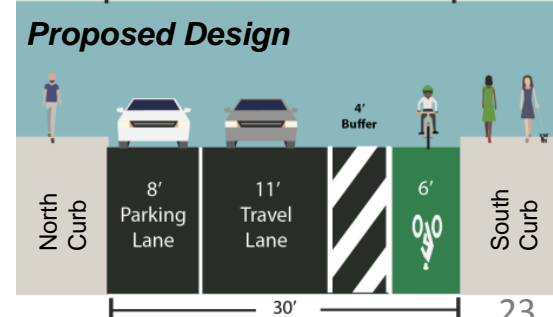 Proposed Design
4'
Buffer
North
Curb
8'
Parking
Lane
11'
Travel
Lane
6'
South
Curb
30'
23